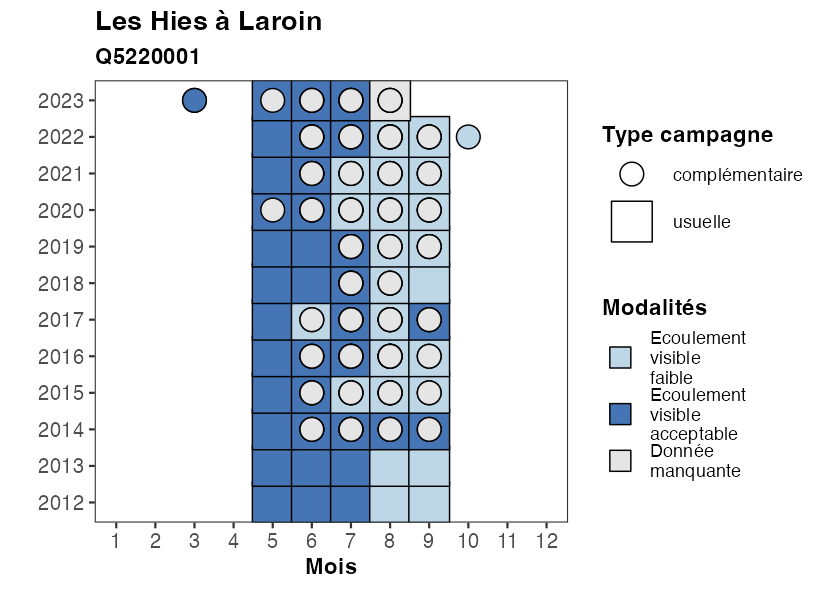 Les Hies à Laroin
Q5220001
2023
2022
2021
2020
2019
2018
2017
2016
2015
2014
2013
2012
1 2 3 4 5 6 7 8 9 10 11 12
Mois
Type campagne
complémentaire
usuelle
Modalités
Ecoulement
visible
faible
Ecoulement
visible
acceptable
Donnée
manquante